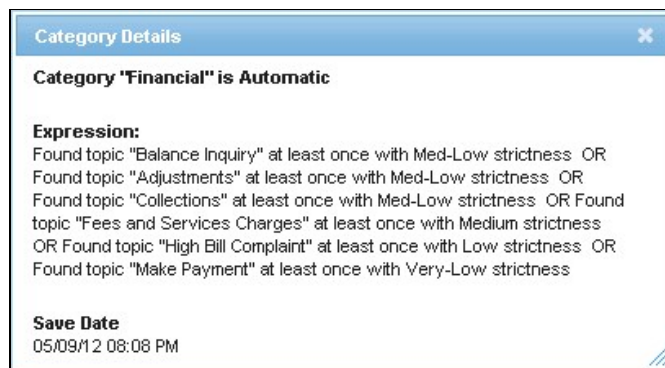 Category Details
Category "Financial" is Automatic
Expression:
Found topic "Balance Inquiry" at least once with Med-Low strictness OR
Found topic "Adjustments" at least once with Med-Low strictness OR
Found topic "Collections" at least once with Med-Low strictness OR Found
topic "Fees and Services Charges" at least once with Medium strictness
OR Found topic "High Bill Complaint" at least once with Low strictness OR
Found topic "Make Payment" at least once with Very-Low strictness
Save Date
05/09/12 08:08 PM